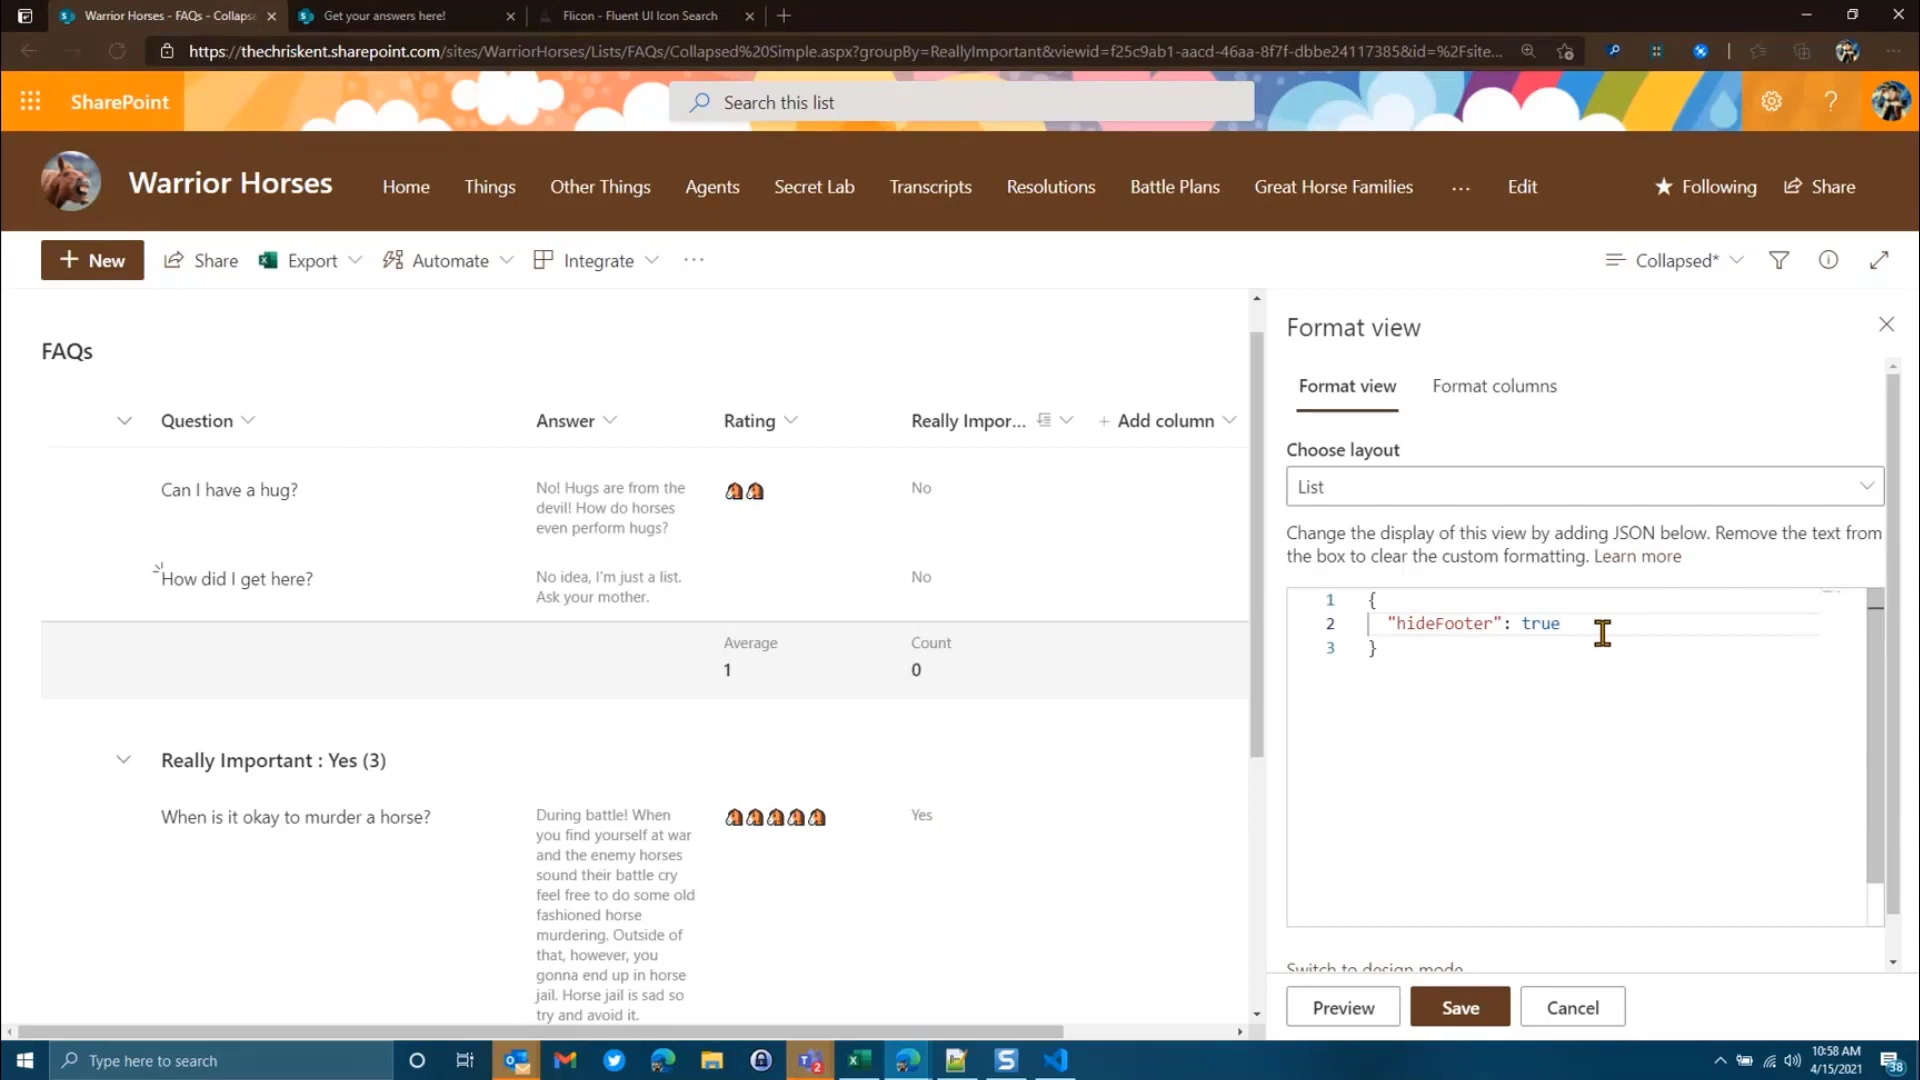 Warrior Horses - FAQs - Collapse
Get your answers here!
Flicon - Fluent UI Icon Search
https://thechriskent.sharepoint.com/sites/WarriorHorses/Lists/FAQs/Collapsed%20Simple.aspx?groupBy=ReallyImportant&viewid=f25c9ab1-aacd-46aa-8f7f-dbbe24117385&id=%2Fsite...
SharePoint
Search this list
Warrior Horses
Home
Things
Other Things
Agents
Secret Lab
Transcripts
Resolutions
Battle Plans
Great Horse Families
...
Edit
Following
Share
+ New
Share
Export
Automate
Integrate
...
Collapsed*
FAQs
Question
Answer
Rating
Really Impor...
+ Add column
Can I have a hug?
No! Hugs are from the
devil! How do horses
even perform hugs?
No
How did I get here?
No idea, I'm just a list.
Ask your mother.
No
Average
1
Count
0
Really Important : Yes (3)
When is it okay to murder a horse?
During battle! When
you find yourself at war
and the enemy horses
sound their battle cry
feel free to do some old
fashioned horse
murdering. Outside of
that, however, you
gonna end up in horse
jail. Horse jail is sad so
try and avoid it.
Yes
Format view
Format view
Format columns
Choose layout
List
Change the display of this view by adding JSON below. Remove the text from
the box to clear the custom formatting. Learn more
1 {
2 "hideFooter": true
3 }
Switch to design mode
Preview
Save
Cancel
Type here to search
2
10:58 AM
4/15/2021
38